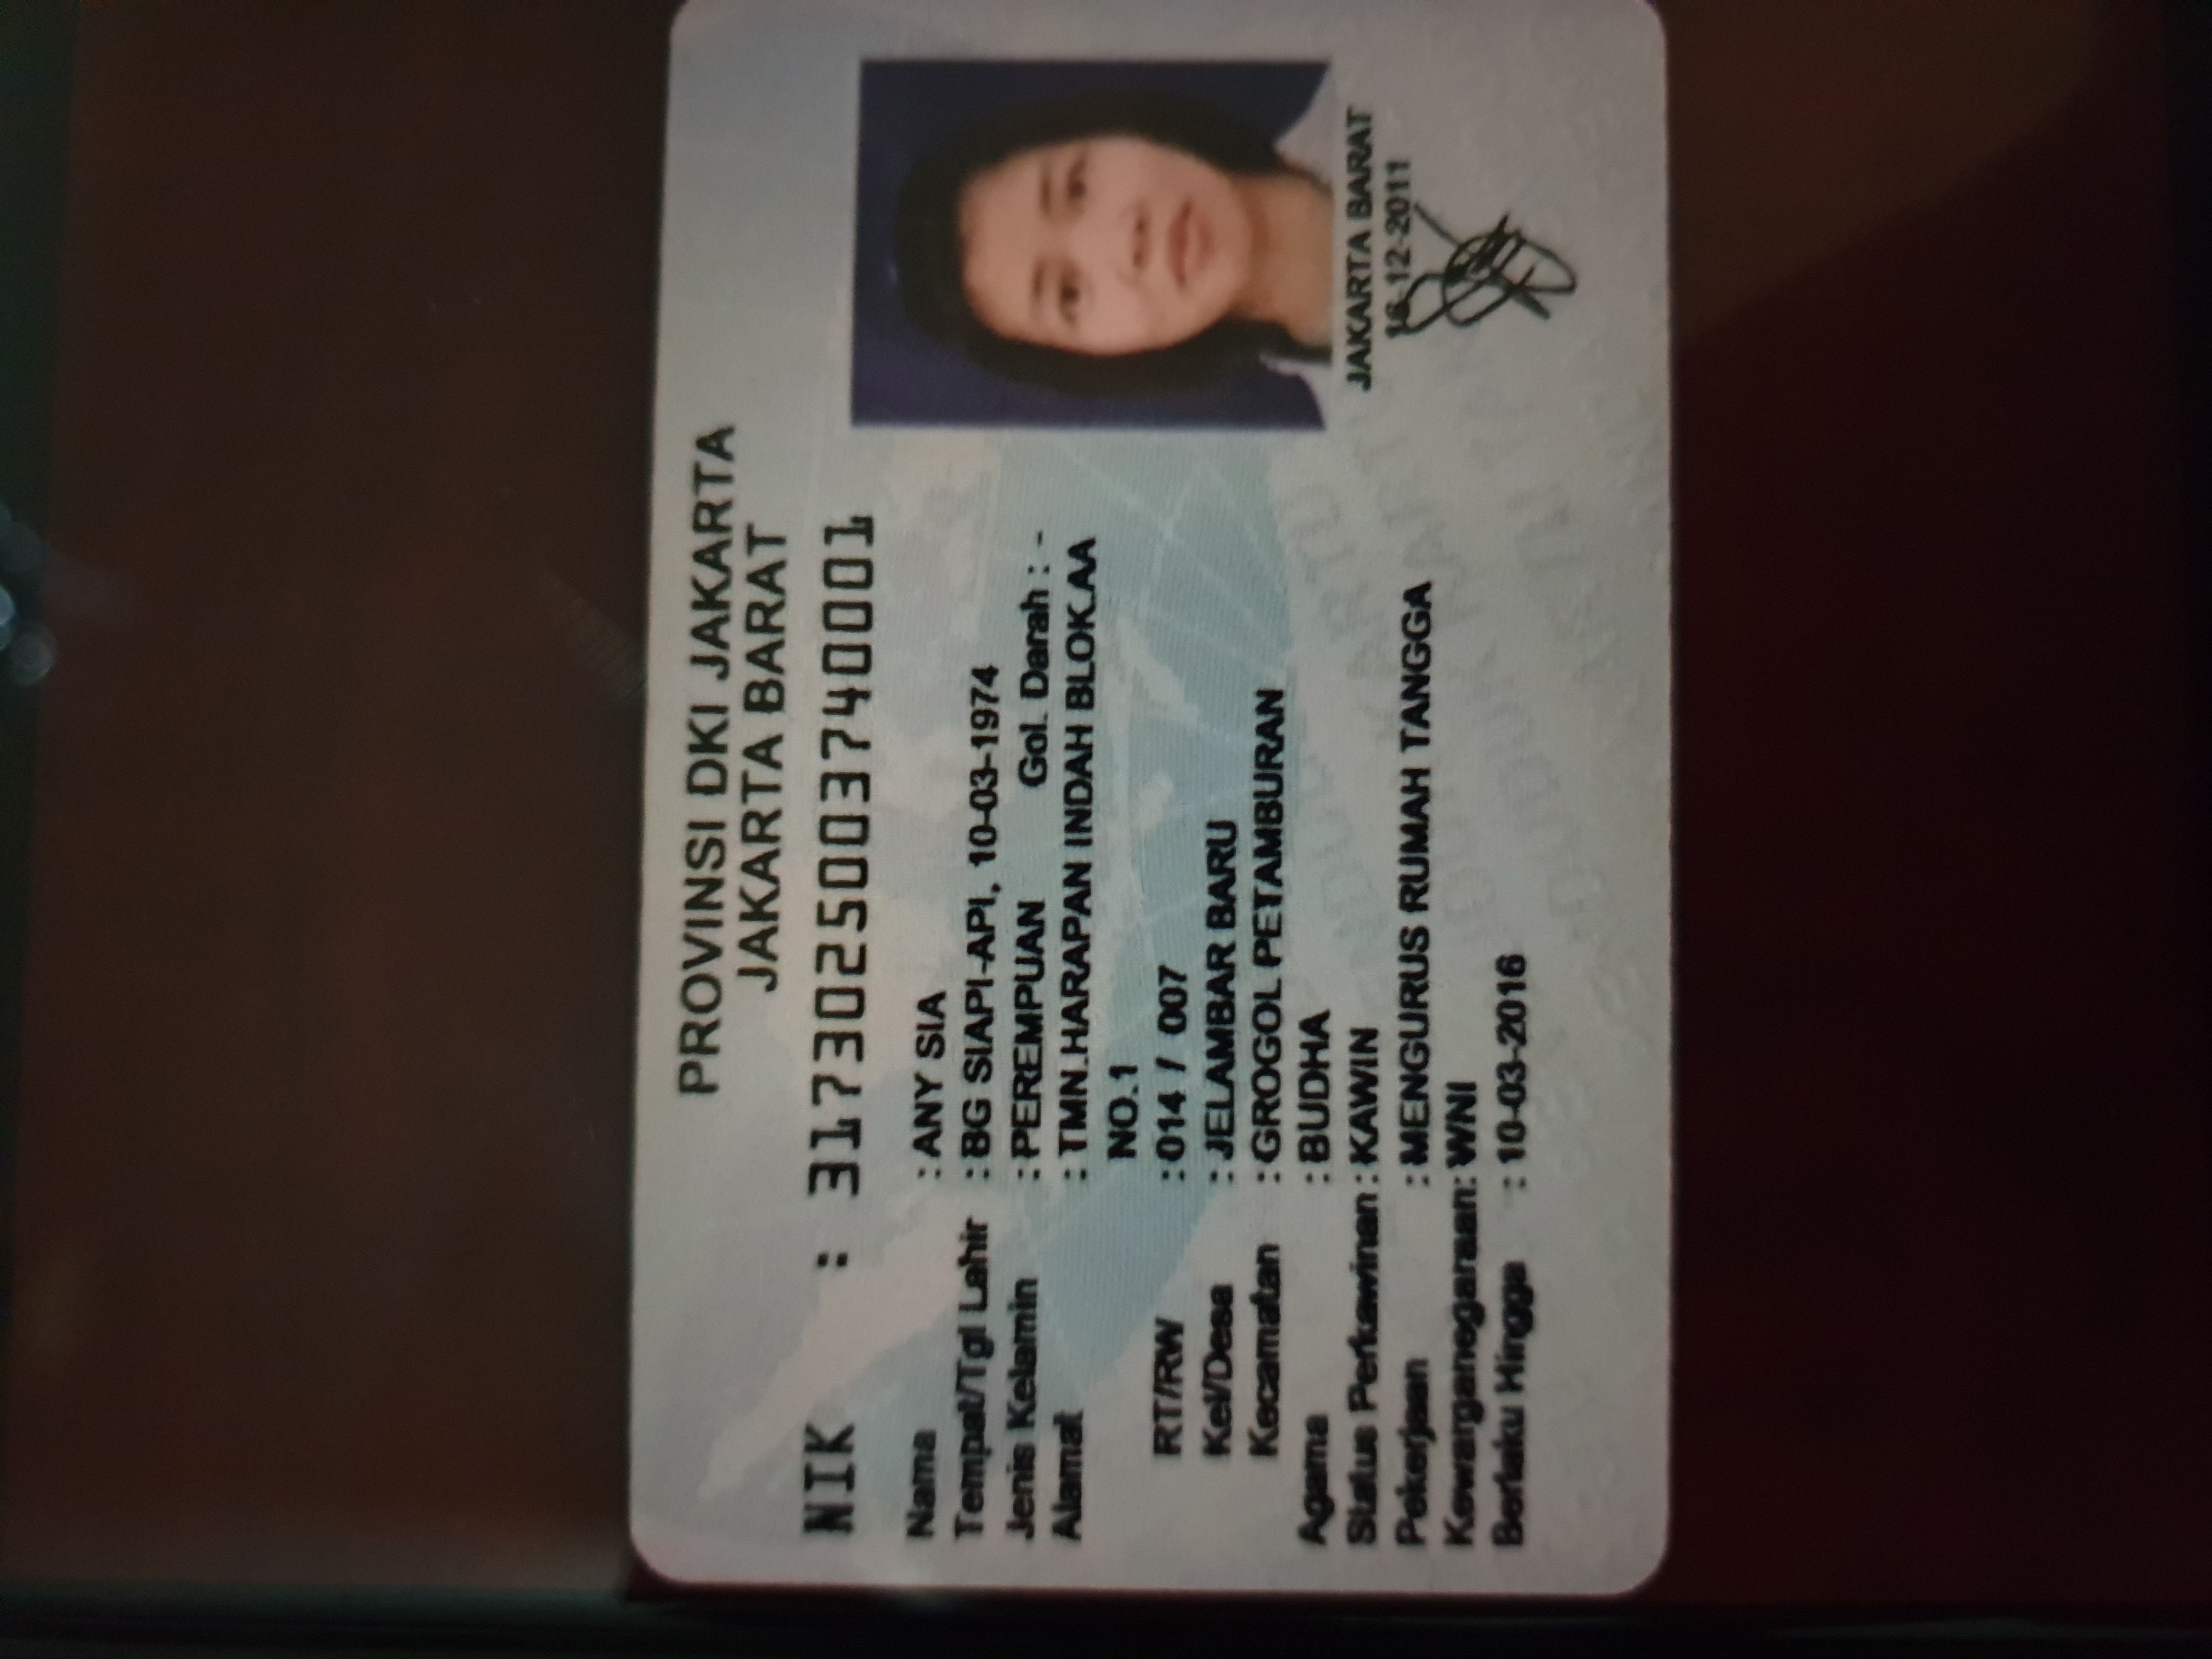 PROVINSI DKI JAKARTA
JAKARTA BARAT
NIK : 3173025003740001
Nama : ANY SIA
Tempat/Tgl Lahir : BG SIAPI-API, 10-03-1974
Jenis Kelamin : PEREMPUAN Gol. Darah : -
Alamat : TMN.HARAPAN INDAH BLOK.AA
NO.1
RT/RW : 014 / 007
Kel/Desa : JELAMBAR BARU
Kecamatan : GROGOL PETAMBURAN
Agama : BUDHA
Status Perkawinan : KAWIN
Pekerjaan : MENGURUS RUMAH TANGGA
Kewarganegaraan : WNI
Berlaku Hingga : 10-03-2016
JAKARTA BARAT
-12-2011